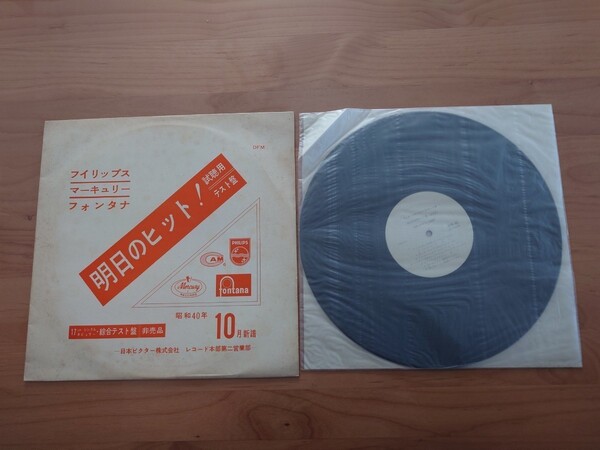 フイリップス
マーキュリー
フォンタナ
明日のヒット!
試聴用
テスト盤
AM
PHILIPS
Mercury
fontana
昭和40年
10月新譜
総合テスト盤 非売品
日本ビクター株式会社 レコード本部第二営業部